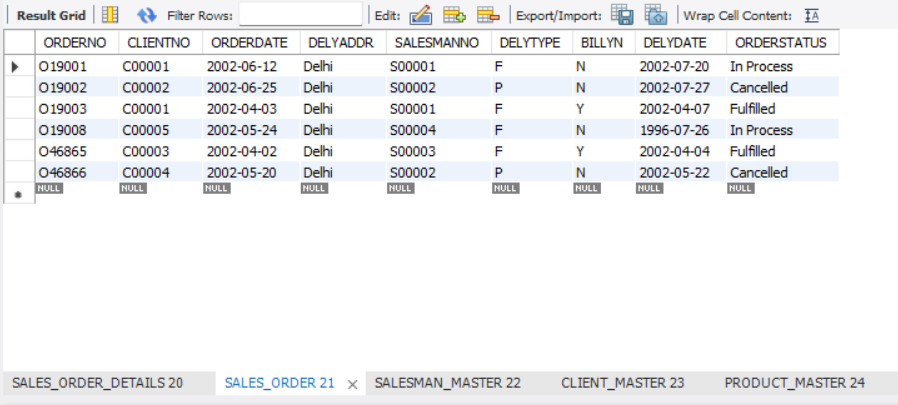 Result Grid Filter Rows: Edit: Export/Import: Wrap Cell Content: IA
ORDERNO CLIENTNO ORDERDATE DELYADDR SALESMANNO DELYTYPE BILLYN DELYDATE ORDERSTATUS
O19001 C00001 2002-06-12 Delhi S00001 F N 2002-07-20 In Process
O19002 C00002 2002-06-25 Delhi S00002 P N 2002-07-27 Cancelled
O19003 C00001 2002-04-03 Delhi S00001 F Y 2002-04-07 Fulfilled
O19008 C00005 2002-05-24 Delhi S00004 F N 1996-07-26 In Process
O46865 C00003 2002-04-02 Delhi S00003 F Y 2002-04-04 Fulfilled
O46866 C00004 2002-05-20 Delhi S00002 P N 2002-05-22 Cancelled
NULL NULL NULL NULL NULL NULL NULL NULL NULL
SALES_ORDER_DETAILS 20 SALES_ORDER 21 SALESMAN_MASTER 22 CLIENT_MASTER 23 PRODUCT_MASTER 24